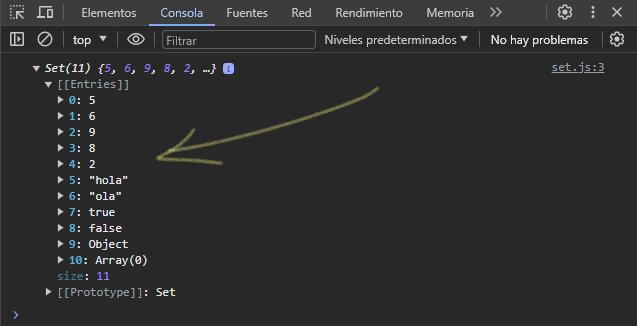 Elementos Consola Fuentes Red Rendimiento Memoria
top Filtrar Niveles predeterminados No hay problemas
Set(11) {5, 6, 9, 8, 2, …} i set.js:3
[[Entries]]
0: 5
1: 6
2: 9
3: 8
4: 2
5: "hola"
6: "ola"
7: true
8: false
9: Object
10: Array(0)
size: 11
[[Prototype]]: Set